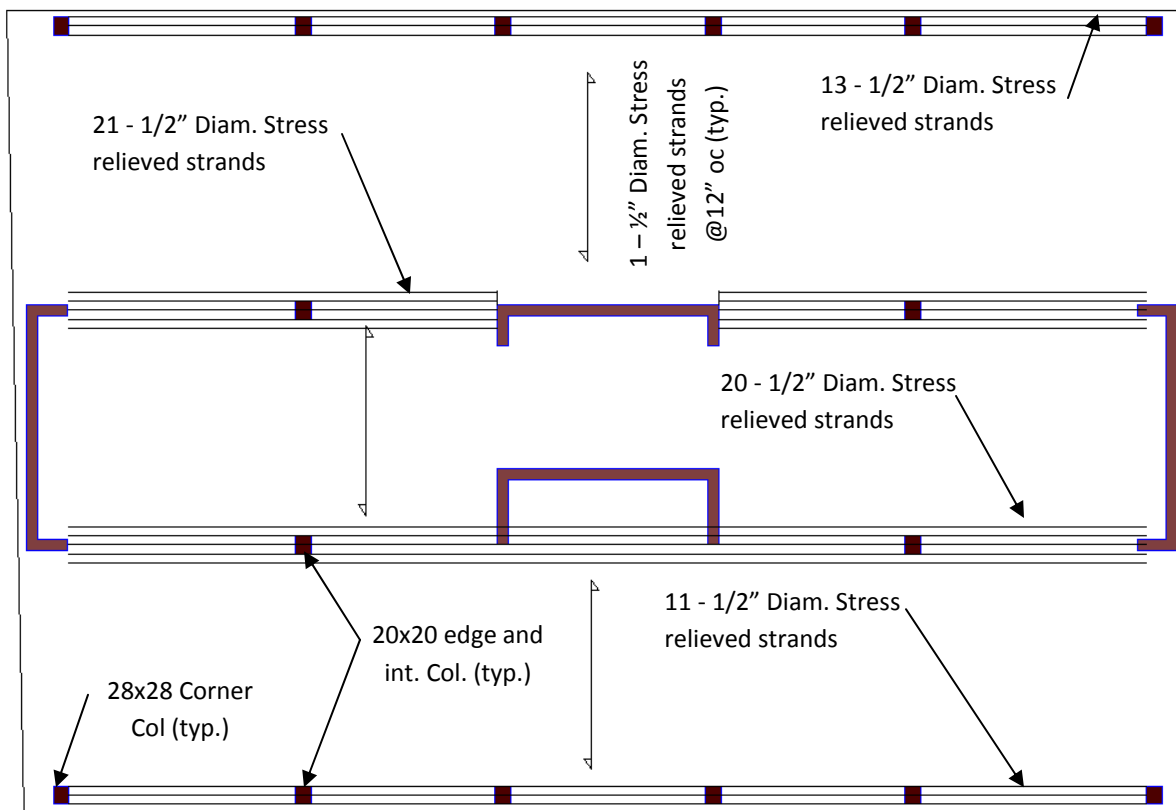 13 - 1/2” Diam. Stress
relieved strands
21 - 1/2” Diam. Stress
relieved strands
1 – ½” Diam. Stress
relieved strands
@12” oc (typ.)
20 - 1/2” Diam. Stress
relieved strands
11 - 1/2” Diam. Stress
relieved strands
20x20 edge and
int. Col. (typ.)
28x28 Corner
Col (typ.)